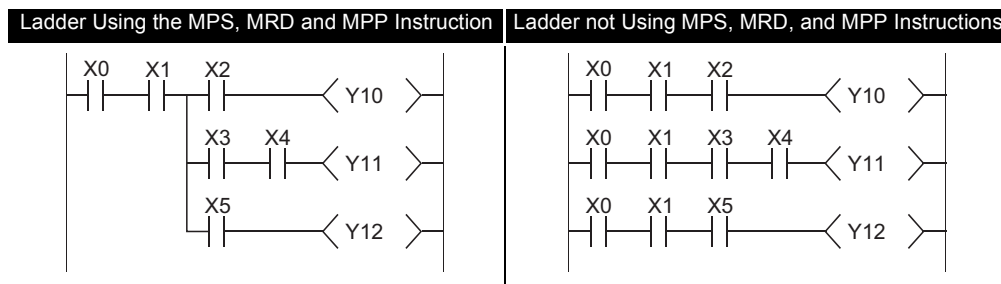 Ladder Using the MPS, MRD and MPP Instruction
Ladder not Using MPS, MRD, and MPP Instructions
X0 X1 X2
Y10
X3 X4
Y11
X5
Y12
X0 X1 X2
Y10
X0 X1 X3 X4
Y11
X0 X1 X5
Y12